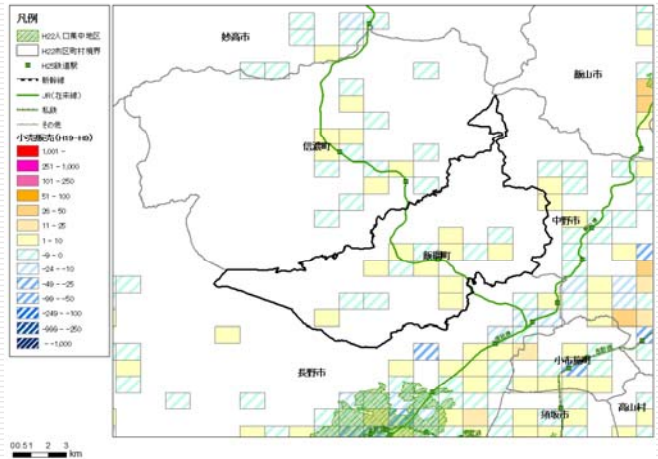 凡例
H22人口集中地区
H22市区町村境界
H25鉄道駅
新幹線
JR(在来線)
私鉄
その他
小売販売(H19-H9)
1,001 -
251 - 1,000
101 - 250
51 - 100
26 - 50
11 - 25
1 - 10
-9 - 0
-24 - -10
-49 - -25
-99 - -50
-249 - -100
-999 - -250
- -1,000
妙高市
飯山市
信濃町
中野市
飯綱町
長野市
小布施町
須坂市
高山村
0 0.5 1 2 3
km